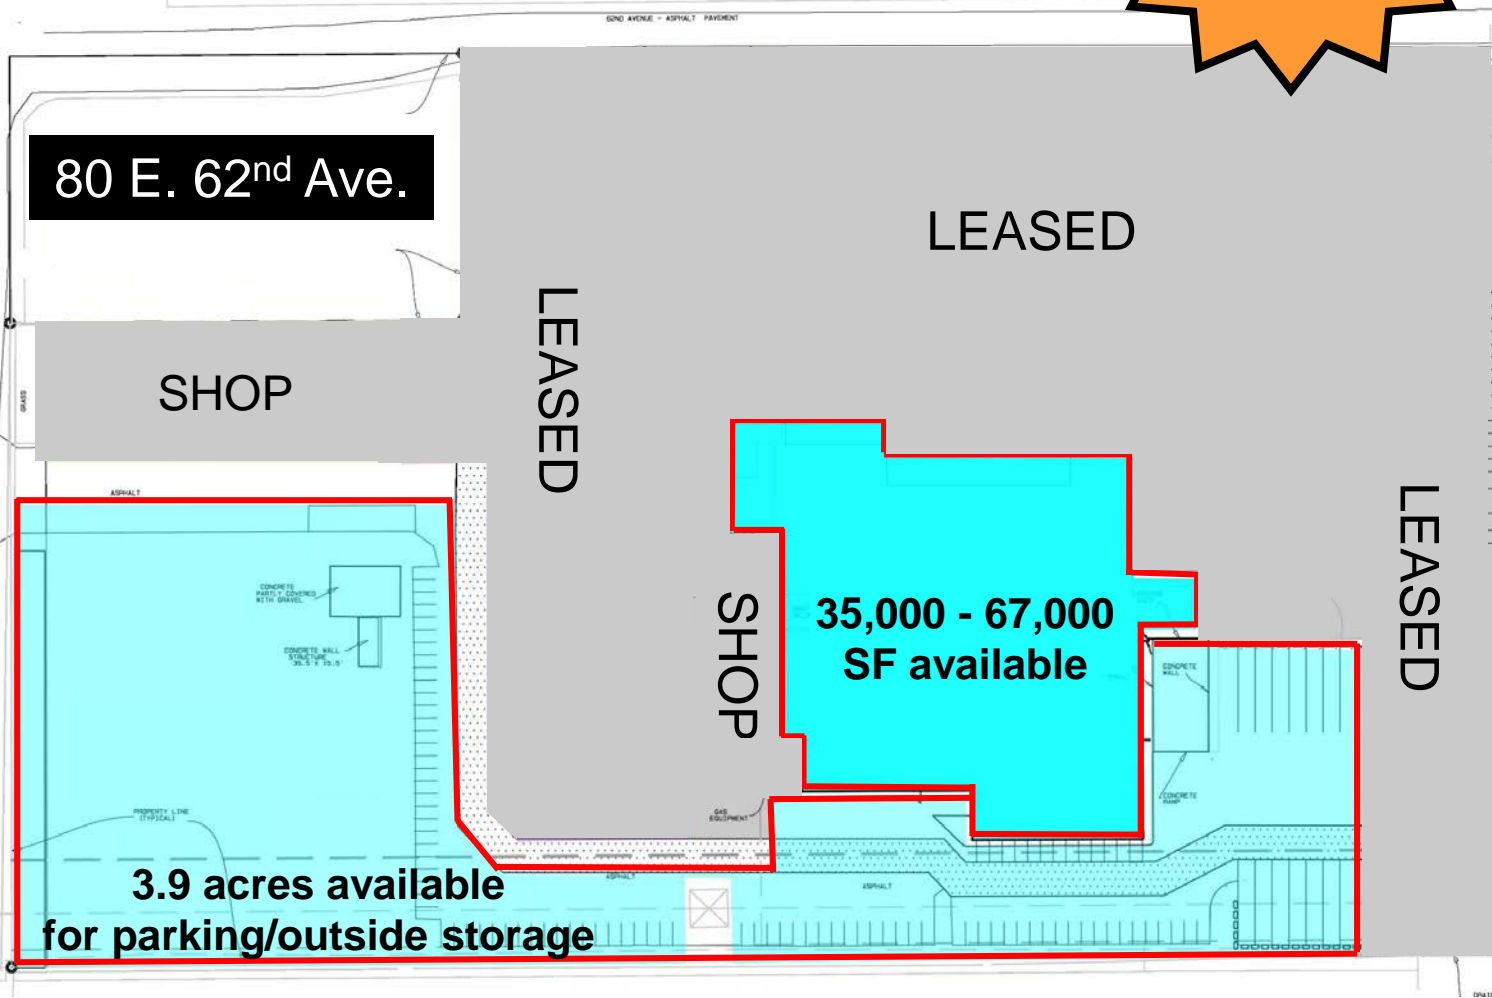 62ND AVENUE - ASPHALT PAVEMENT
80 E. 62nd Ave.
LEASED
LEASED
SHOP
GRASS
ASPHALT
LEASED
CONCRETE
PARTLY COVERED
WITH GRAVEL
SHOP
35,000 - 67,000
SF available
CONCRETE WALL
STRUCTURE
CONCRETE
WALL
CONCRETE
RAMP
PROPERTY LINE
(TYPICAL)
GAS
EQUIPMENT
ASPHALT
ASPHALT
3.9 acres available
for parking/outside storage